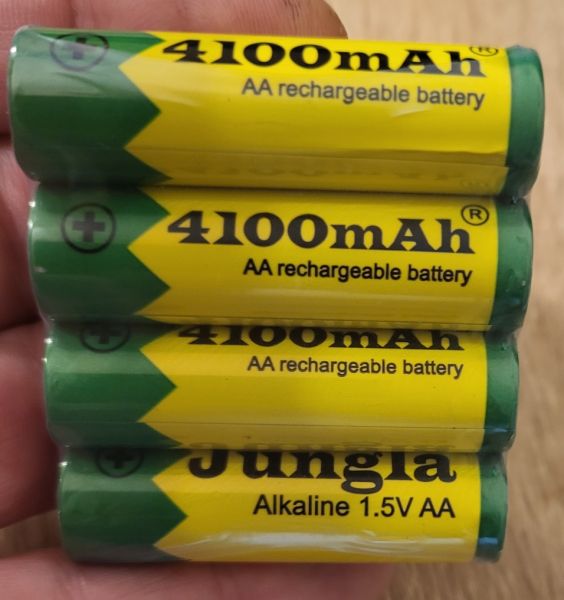 4100mAh®
AA rechargeable battery
4100mAh®
AA rechargeable battery
4100mAh
AA rechargeable battery
Jungla
Alkaline 1.5V AA